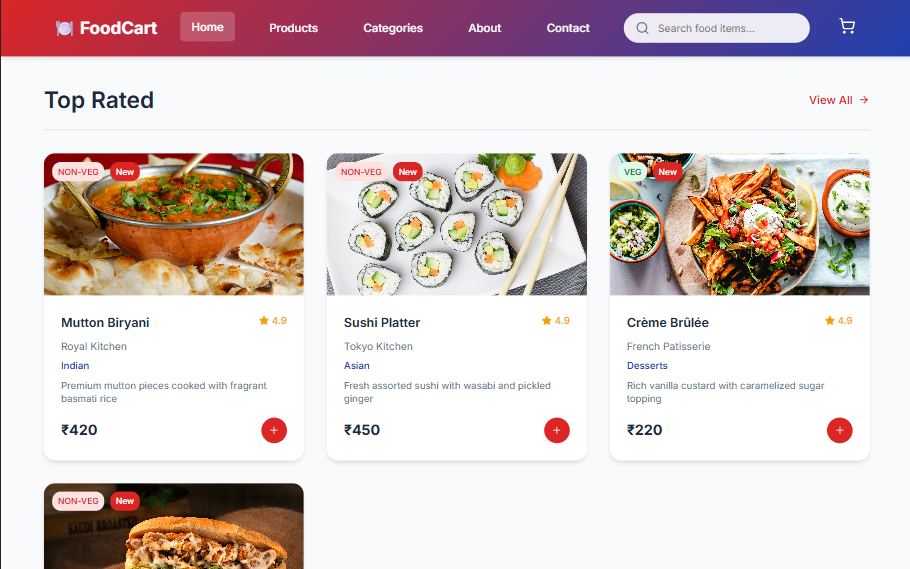 FoodCart
Home
Products
Categories
About
Contact
Search food items...
Top Rated
View All
NON-VEG New
NON-VEG New
VEG New
Mutton Biryani
4.9
Royal Kitchen
Indian
Premium mutton pieces cooked with fragrant
basmati rice
₹420
Sushi Platter
4.9
Tokyo Kitchen
Asian
Fresh assorted sushi with wasabi and pickled
ginger
₹450
Crème Brûlée
4.9
French Patisserie
Desserts
Rich vanilla custard with caramelized sugar
topping
₹220
NON-VEG New
SAUDI BROASTED